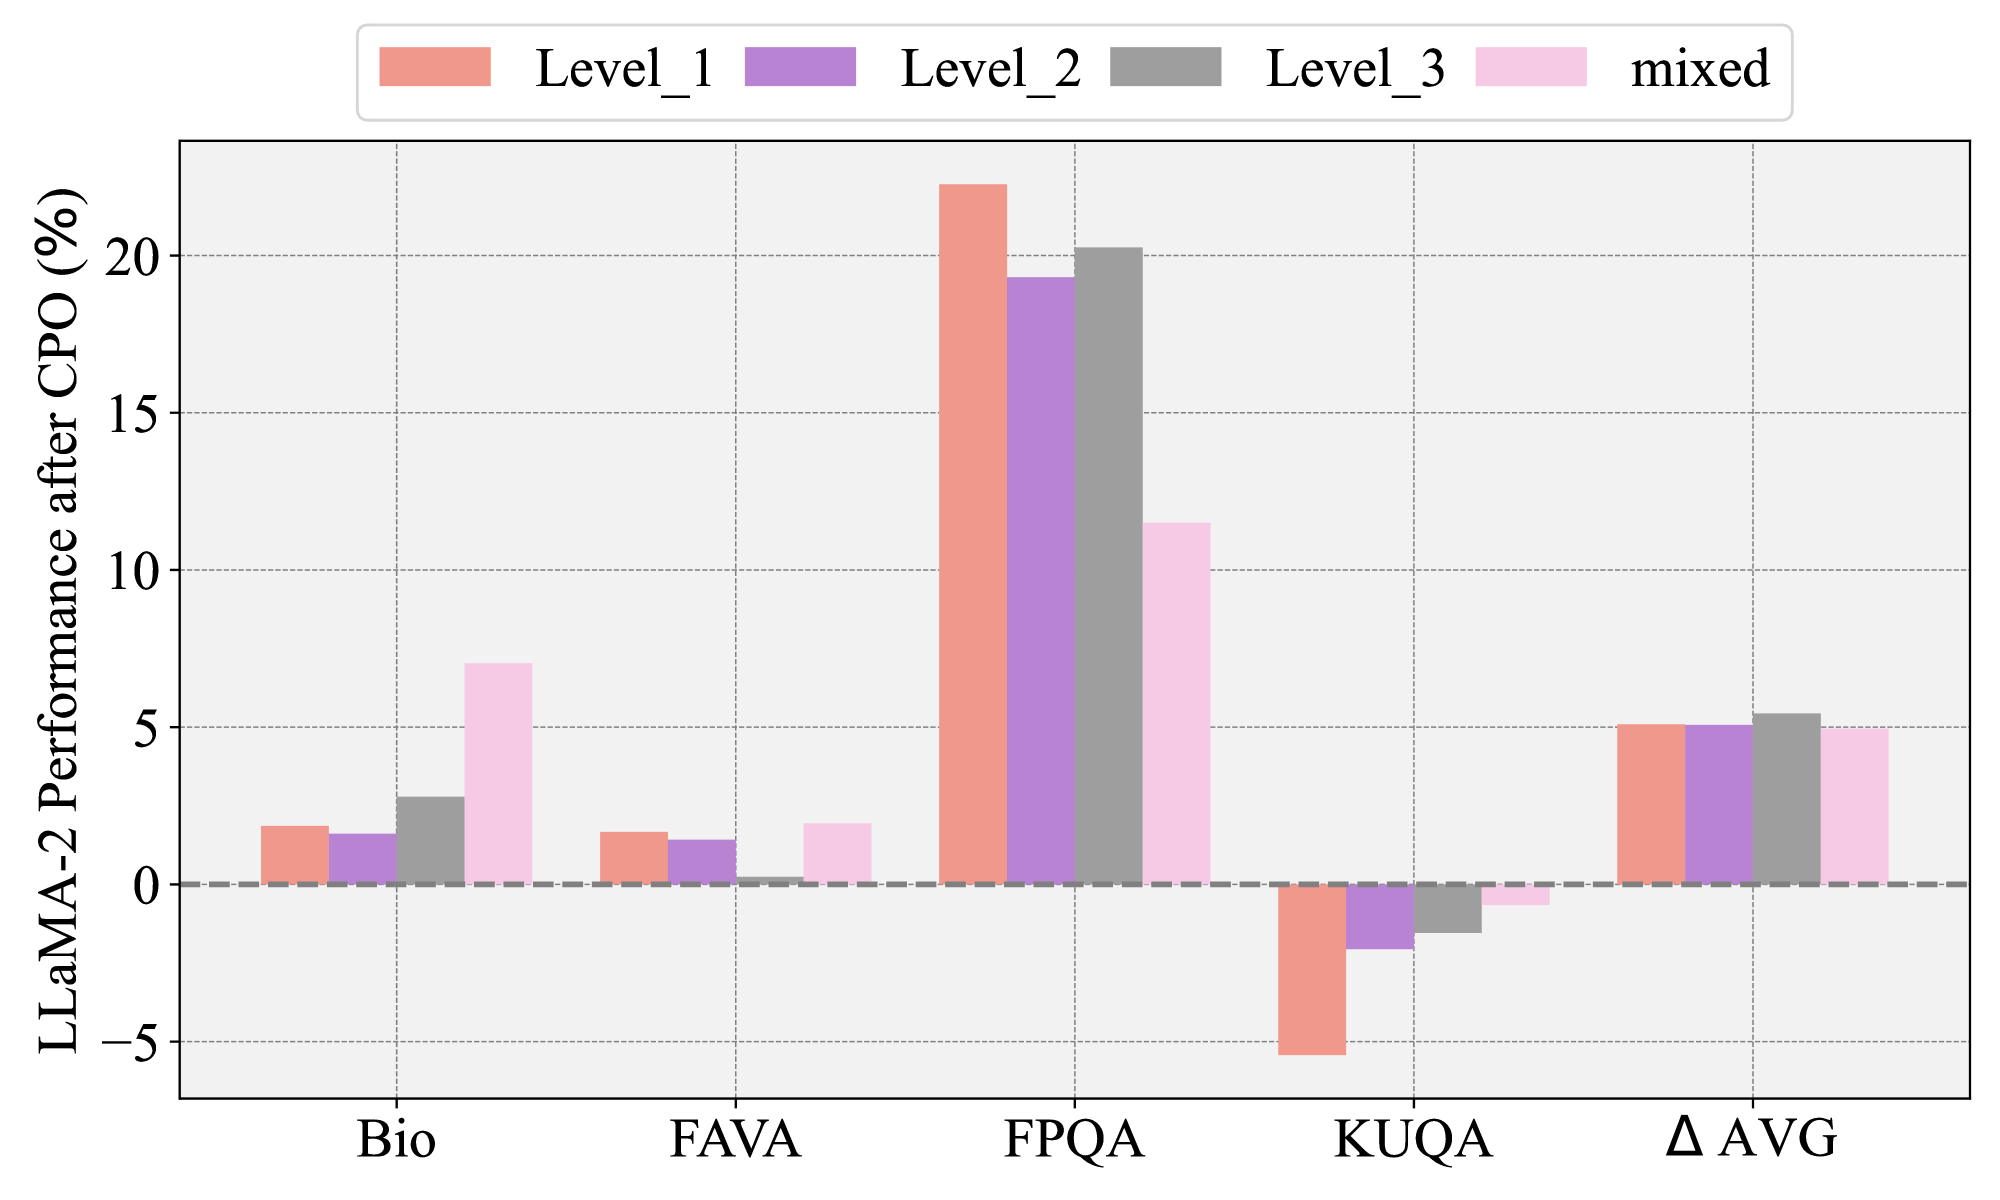 Level_1 Level_2 Level_3 mixed
LLaMA-2 Performance after CPO (%)
20
15
10
5
0
−5
Bio FAVA FPQA KUQA Δ AVG